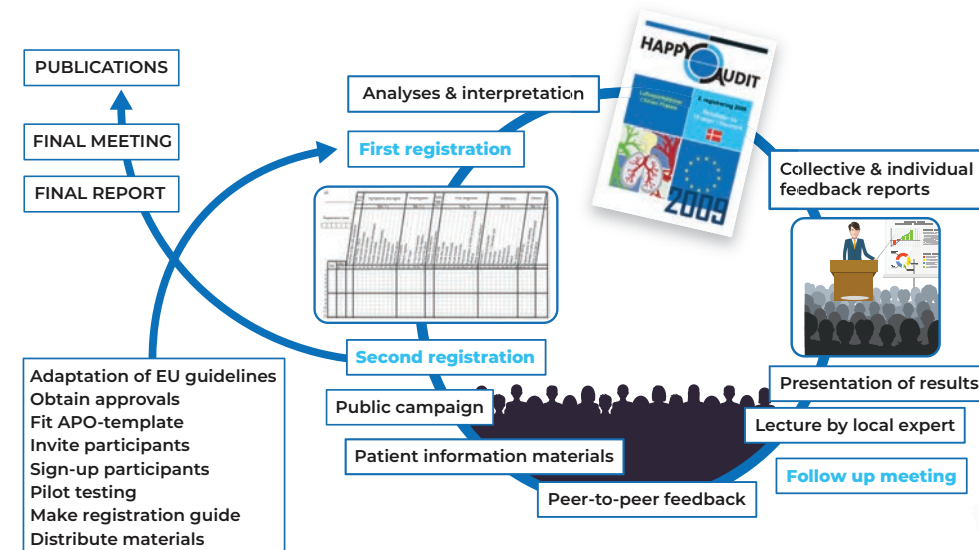 PUBLICATIONS
FINAL MEETING
FINAL REPORT
Adaptation of EU guidelines
Obtain approvals
Fit APO-template
Invite participants
Sign-up participants
Pilot testing
Make registration guide
Distribute materials
Analyses & interpretation
First registration
HAPPY AUDIT
2009
Collective & individual
feedback reports
Presentation of results
Lecture by local expert
Follow up meeting
Peer-to-peer feedback
Patient information materials
Public campaign
Second registration